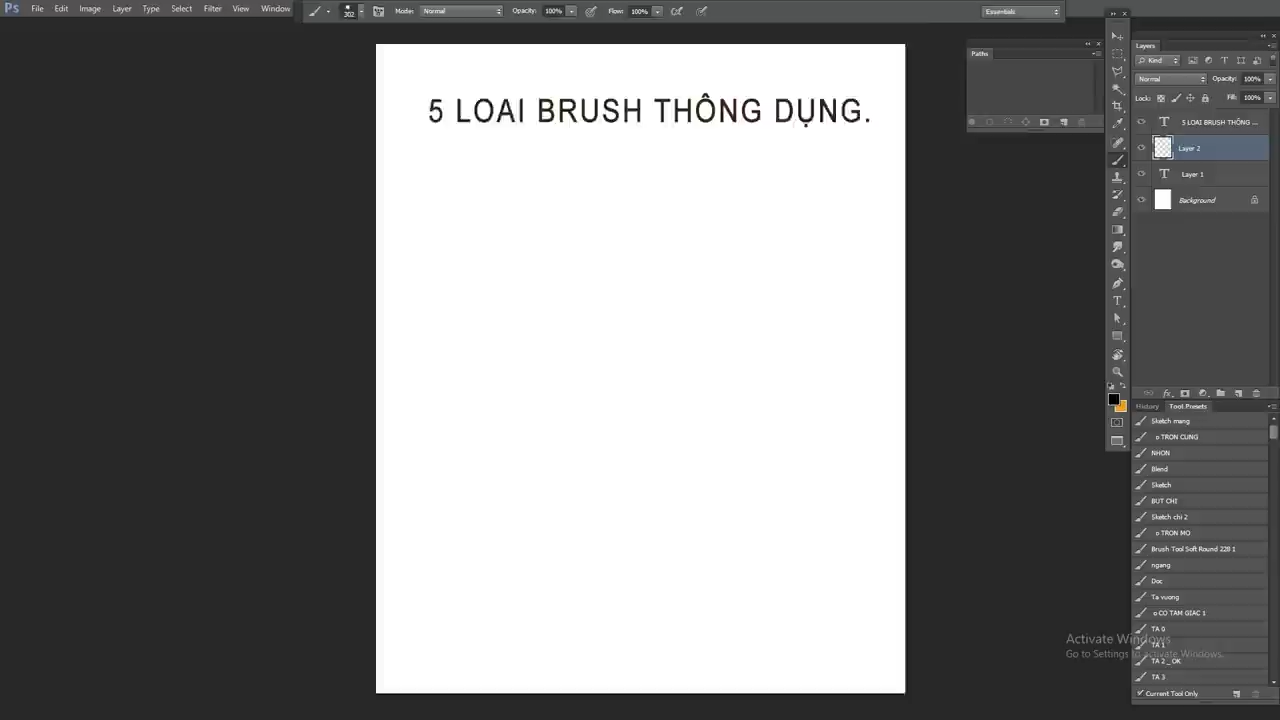 Ps File Edit Image Layer Type Select Filter View Window
302 Mode: Normal Opacity: 100% Flow: 100% Essentials
Paths
Layers
Kind
Normal Opacity: 100%
Lock: Fill: 100%
5 LOAI BRUSH THÔNG ...
Layer 2
Layer 1
Background
5 LOAI BRUSH THÔNG DỤNG.
History Tool Presets
Sketch mang
o TRON CUNG
NHON
Blend
Sketch
BUT CHI
Sketch chi 2
o TRON MO
Brush Tool Soft Round 228 1
ngang
Doc
Ta vuong
o CO TAM GIAC 1
TA 0
TA 1
TA 2 _ OK
TA 3
Current Tool Only
Activate Windows
Go to Settings to activate Windows.